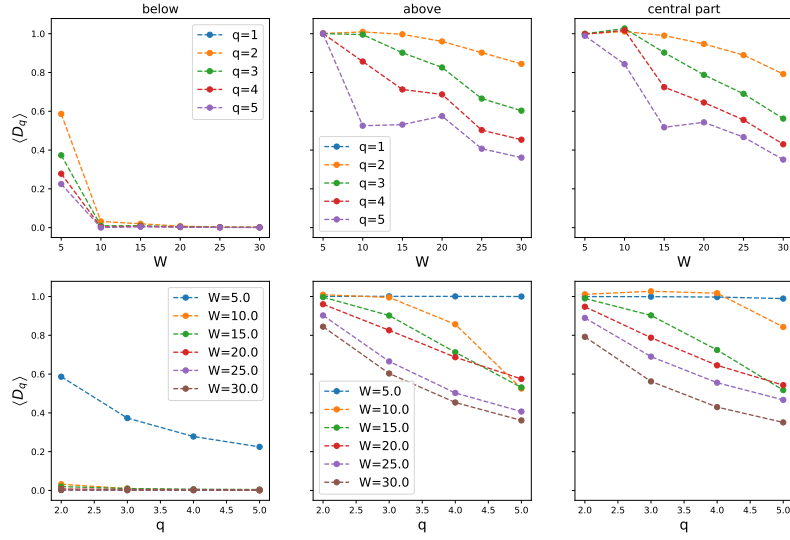 below
above
central part
⟨D_q⟩
1.0
0.8
0.6
0.4
0.2
0.0
q=1
q=2
q=3
q=4
q=5
5 10 15 20 25 30
W
q=1
q=2
q=3
q=4
q=5
5 10 15 20 25 30
W
5 10 15 20 25 30
W
⟨D_q⟩
1.0
0.8
0.6
0.4
0.2
0.0
W=5.0
W=10.0
W=15.0
W=20.0
W=25.0
W=30.0
2.0 2.5 3.0 3.5 4.0 4.5 5.0
q
W=5.0
W=10.0
W=15.0
W=20.0
W=25.0
W=30.0
2.0 2.5 3.0 3.5 4.0 4.5 5.0
q
2.0 2.5 3.0 3.5 4.0 4.5 5.0
q